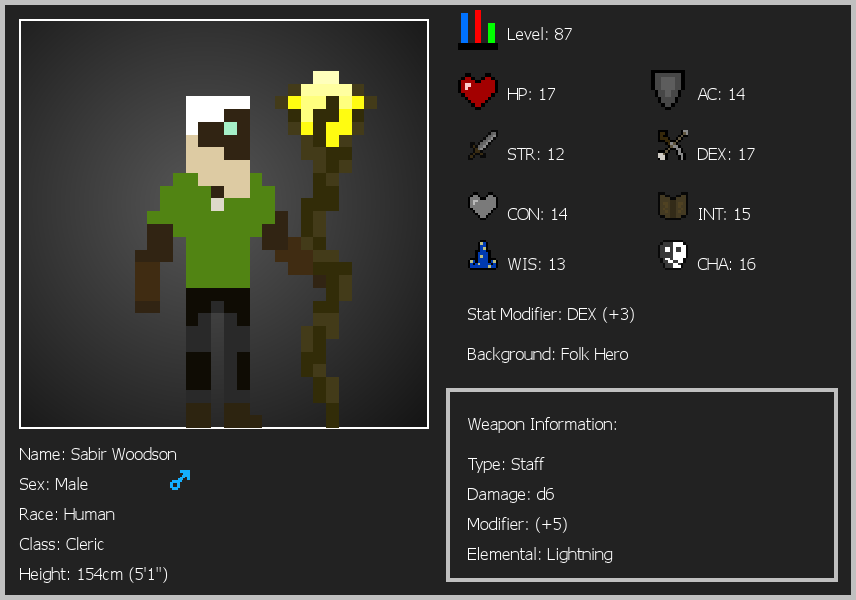 Level: 87
HP: 17
AC: 14
STR: 12
DEX: 17
CON: 14
INT: 15
WIS: 13
CHA: 16
Stat Modifier: DEX (+3)
Background: Folk Hero
Weapon Information:
Type: Staff
Damage: d6
Modifier: (+5)
Elemental: Lightning
Name: Sabir Woodson
Sex: Male
Race: Human
Class: Cleric
Height: 154cm (5'1")